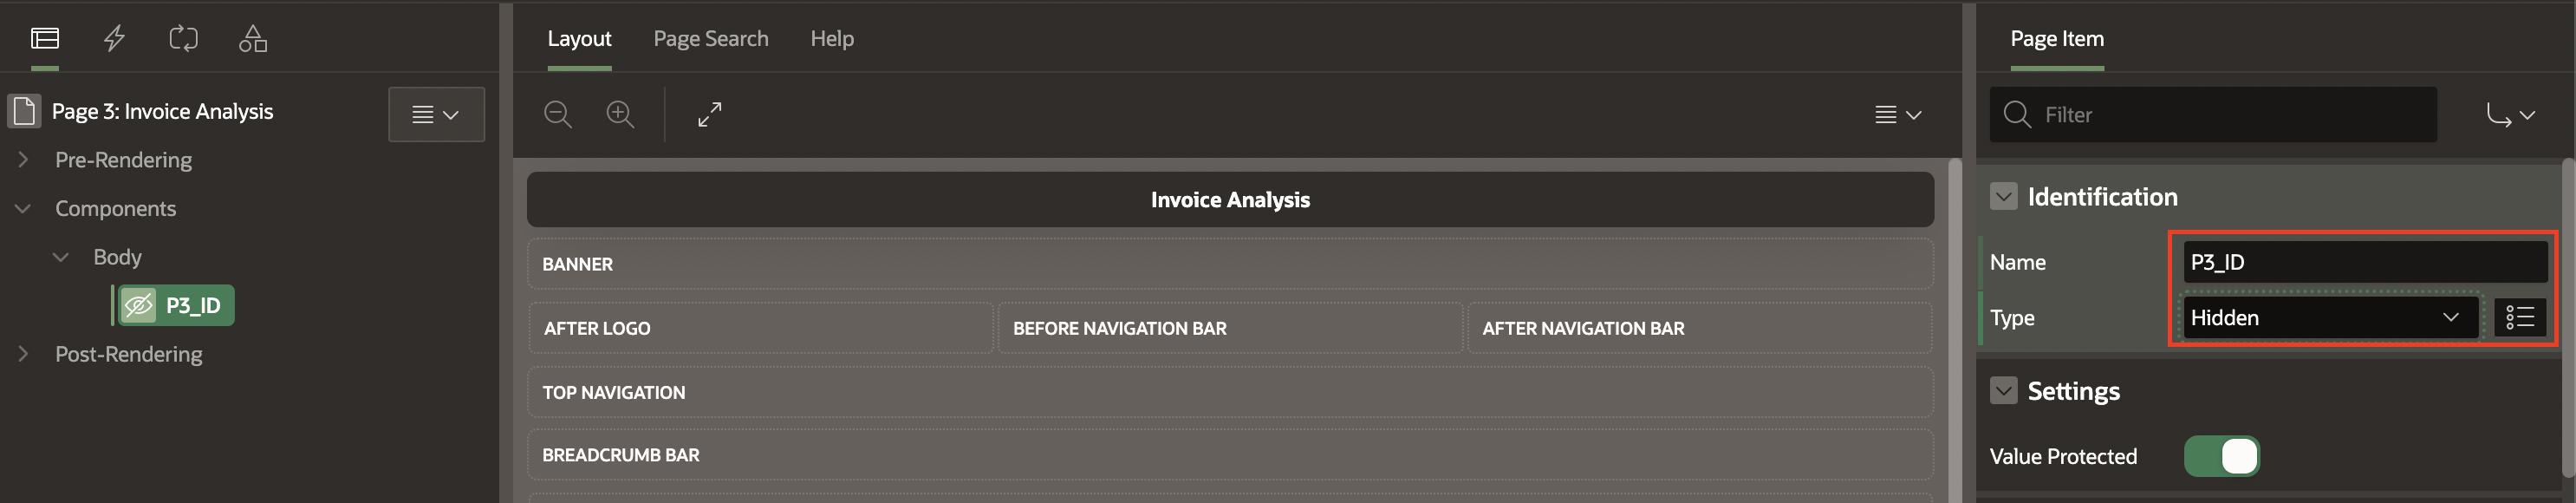 Page 3: Invoice Analysis
Pre-Rendering
Components
Body
P3_ID
Post-Rendering
Layout Page Search Help
Invoice Analysis
BANNER
AFTER LOGO BEFORE NAVIGATION BAR AFTER NAVIGATION BAR
TOP NAVIGATION
BREADCRUMB BAR
Page Item
Filter
Identification
Name P3_ID
Type Hidden
Settings
Value Protected